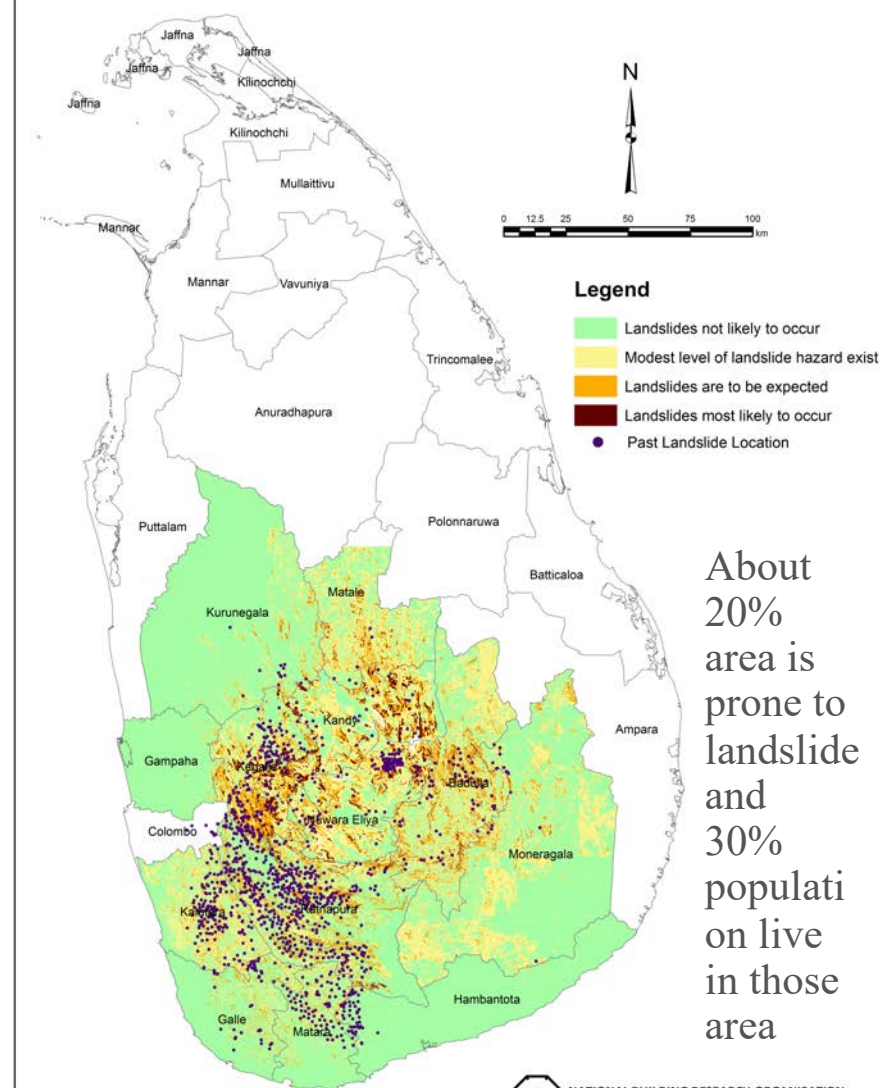 Jaffna
Jaffna
Jaffna
Kilinochchi
Jaffna
Kilinochchi
Mullaittivu
Mannar
Mannar
Vavuniya
Trincomalee
Anuradhapura
Puttalam
Polonnaruwa
Batticaloa
Matale
Kurunegala
Kandy
Ampara
Gampaha
Kegalle
Badulla
Colombo
Nuwara Eliya
Moneragala
Kalutara
Ratnapura
Hambantota
Galle
Matara
N
0 12.5 25 50 75 100
km
Legend
Landslides not likely to occur
Modest level of landslide hazard exist
Landslides are to be expected
Landslides most likely to occur
Past Landslide Location
About
20%
area is
prone to
landslide
and
30%
populati
on live
in those
area
NATIONAL BUILDING RESEARCH ORGANISATION